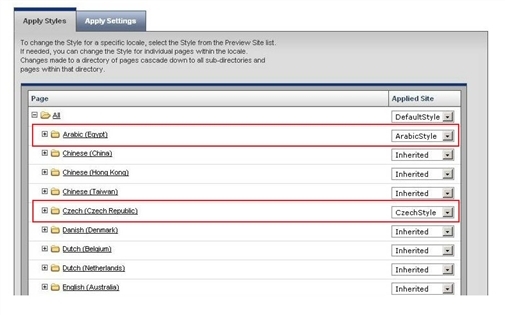 Apply Styles Apply Settings
To change the Style for a specific locale, select the Style from the Preview Site list.
If needed, you can change the Style for individual pages within the locale.
Changes made to a directory of pages cascade down to all sub-directories and
pages within that directory.
Page Applied Site
All DefaultStyle
Arabic (Egypt) ArabicStyle
Chinese (China) Inherited
Chinese (Hong Kong) Inherited
Chinese (Taiwan) Inherited
Czech (Czech Republic) CzechStyle
Danish (Denmark) Inherited
Dutch (Belgium) Inherited
Dutch (Netherlands) Inherited
English (Australia) Inherited